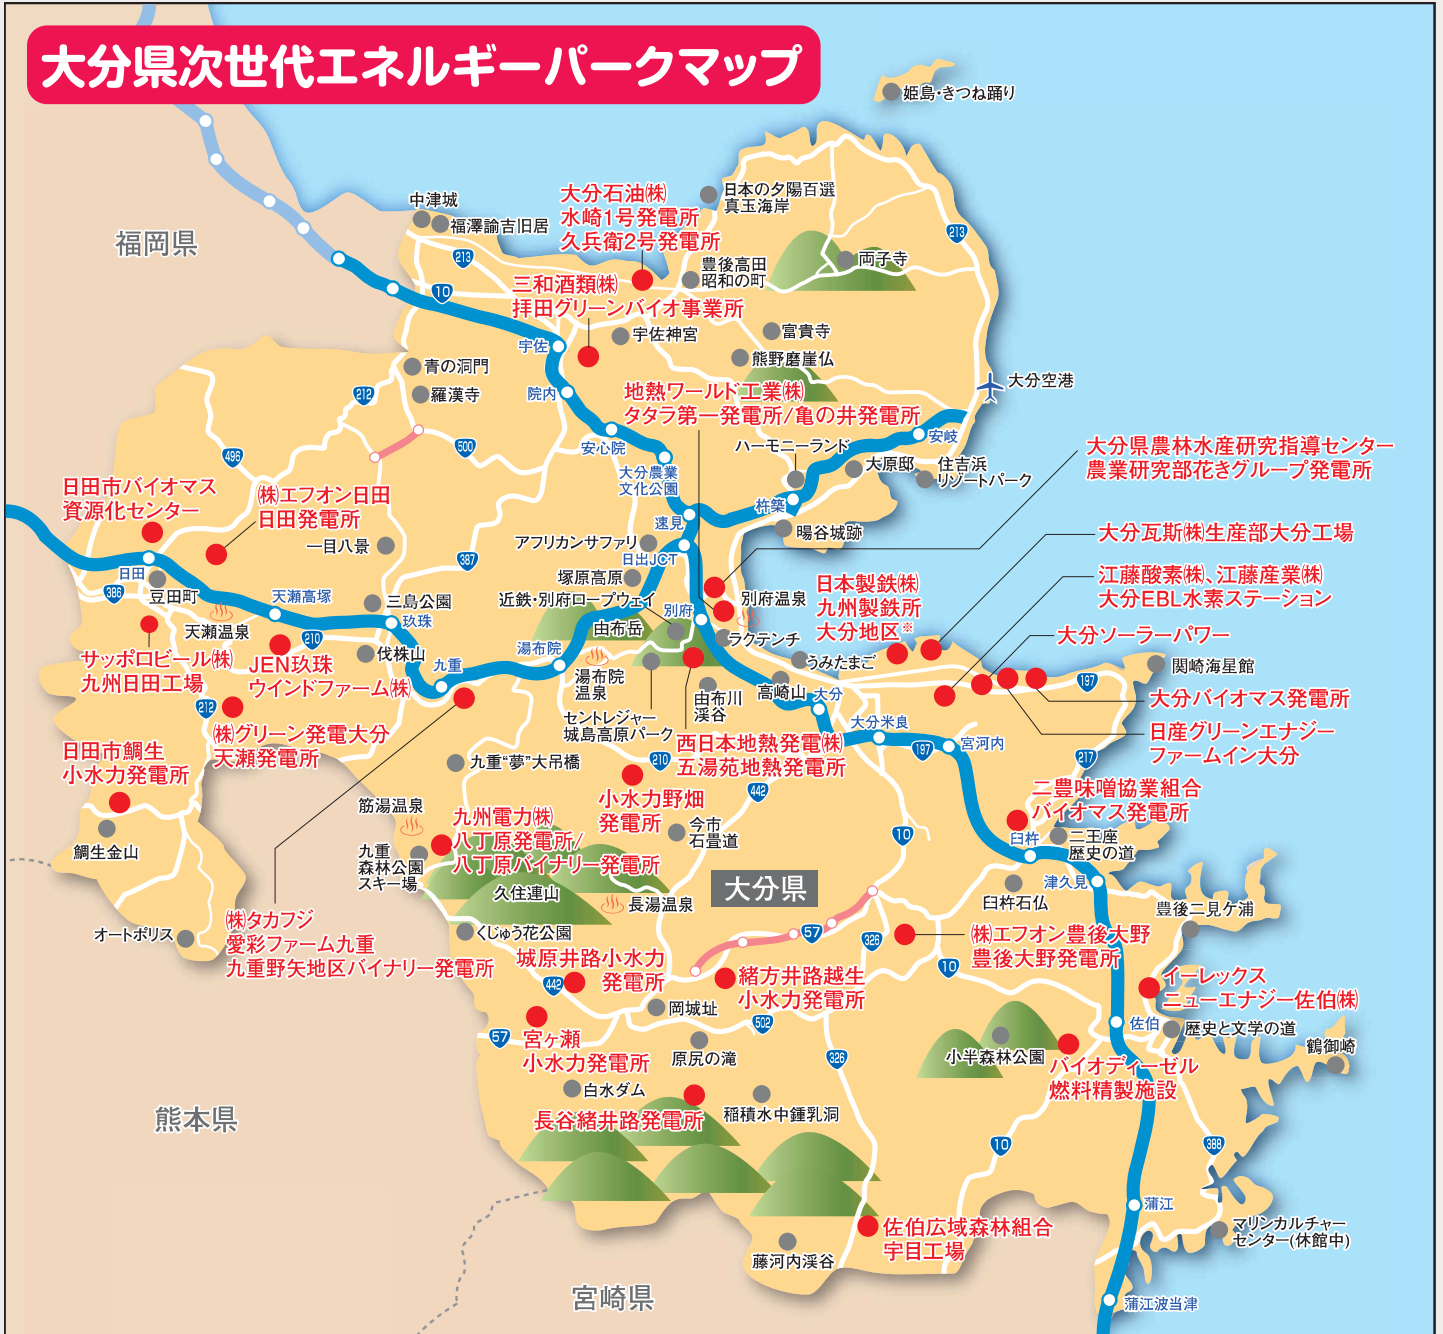 大分県次世代エネルギーパークマップ
姫島・きつね踊り
福岡県
中津城
福澤諭吉旧居
大分石油㈱
水崎1号発電所
久兵衛2号発電所
日本の夕陽百選
真玉海岸
213
213
10
豊後高田
昭和の町
両子寺
三和酒類㈱
拝田グリーンバイオ事業所
宇佐
宇佐神宮
富貴寺
熊野磨崖仏
青の洞門
羅漢寺
212
院内
地熱ワールド工業㈱
タタラ第一発電所/亀の井発電所
大分空港
安岐
496
500
安心院
大分農業
文化公園
ハーモニーランド
大原邸
住吉浜
リゾートパーク
大分県農林水産研究指導センター
農業研究部花きグループ発電所
日田市バイオマス
資源化センター
㈱エフオン日田
日田発電所
一目八景
速見
杵築
暘谷城跡
アフリカンサファリ
日出JCT
大分瓦斯㈱生産部大分工場
387
塚原高原
近鉄・別府ロープウェイ
日田
386
豆田町
天瀬高塚
天瀬温泉
三島公園
玖珠
210
由布岳
別府
別府温泉
ラクテンチ
日本製鉄㈱
九州製鉄所
大分地区※
江藤酸素㈱、江藤産業㈱
大分EBL水素ステーション
大分ソーラーパワー
サッポロビール㈱
九州日田工場
JEN玖珠
ウインドファーム㈱
伐株山
九重
湯布院
湯布院
温泉
うみたまご
関崎海星館
197
大分バイオマス発電所
由布川
渓谷
高崎山
大分
セントレジャー
城島高原パーク
212
㈱グリーン発電大分
天瀬発電所
大分米良
197
宮河内
日産グリーンエナジー
ファームイン大分
日田市鯛生
小水力発電所
西日本地熱発電㈱
五湯苑地熱発電所
210
217
九重“夢”大吊橋
小水力野畑
発電所
442
二豊味噌協業組合
バイオマス発電所
筋湯温泉
九州電力㈱
八丁原発電所/
八丁原バイナリー発電所
今市
石畳道
10
臼杵
二王座
歴史の道
鯛生金山
九重
森林公園
スキー場
久住連山
長湯温泉
大分県
津久見
臼杵石仏
豊後二見ケ浦
オートポリス
㈱タカフジ
愛彩ファーム九重
九重野矢地区バイナリー発電所
くじゅう花公園
57
326
㈱エフオン豊後大野
豊後大野発電所
10
城原井路小水力
発電所
442
緒方井路越生
小水力発電所
イーレックス
ニューエナジー佐伯㈱
岡城址
宮ヶ瀬
小水力発電所
57
502
佐伯
歴史と文学の道
鶴御崎
原尻の滝
326
小半森林公園
バイオディーゼル
燃料精製施設
白水ダム
稲積水中鍾乳洞
長谷緒井路発電所
熊本県
10
388
蒲江
佐伯広域森林組合
宇目工場
マリンカルチャー
センター(休館中)
藤河内渓谷
宮崎県
蒲江波当津